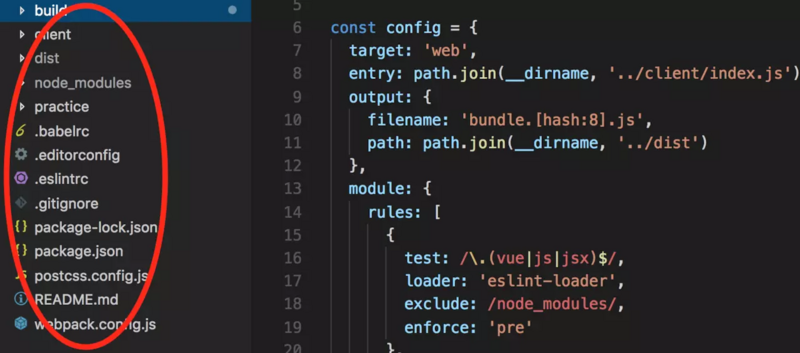 build
client
dist
node_modules
practice
.babelrc
.editorconfig
.eslintrc
.gitignore
package-lock.json
package.json
postcss.config.js
README.md
webpack.config.js
5
6 const config = {
7 target: 'web',
8 entry: path.join(__dirname, '../client/index.js')
9 output: {
10 filename: 'bundle.[hash:8].js',
11 path: path.join(__dirname, '../dist')
12 },
13 module: {
14 rules: [
15 {
16 test: /\.(vue|js|jsx)$/,
17 loader: 'eslint-loader',
18 exclude: /node_modules/,
19 enforce: 'pre'
20 },